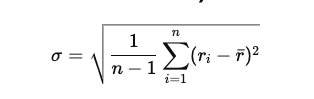 σ = √(1/(n − 1) ∑_{i=1}^{n} (r_i − r̄)²)